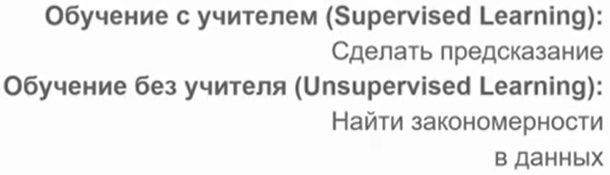 Обучение с учителем (Supervised Learning):
Сделать предсказание
Обучение без учителя (Unsupervised Learning):
Найти закономерности
в данных